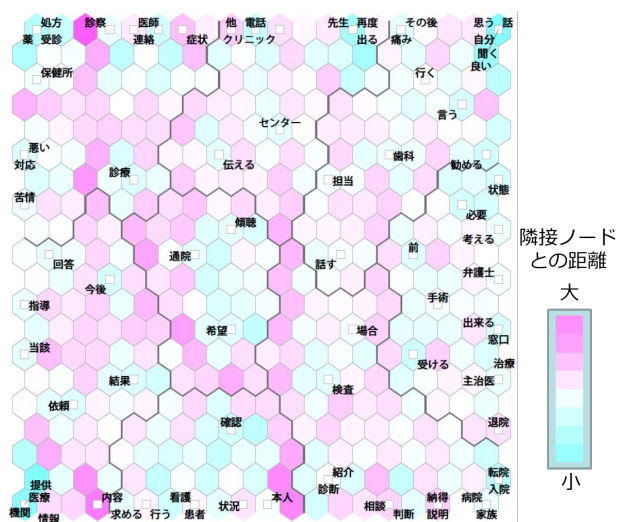 処方 診察 医師 他 電話 先生 再度 その後 思う 話
薬 受診 連絡 症状 クリニック 出る 痛み 自分
聞く
良い
保健所 行く
言う
センター
悪い
対応 診療 伝える 歯科 勧める
担当 状態
苦情
必要
傾聴 考える
通院 前
回答 話す
弁護士
今後
指導 手術
希望 場合 出来る
窓口
当該 受ける 治療
結果 検査 主治医
依頼
確認 退院
提供 紹介 転院
医療 診断 入院
内容 看護 本人 納得 病院
機関 情報 求める 行う 患者 状況 相談 判断 説明 家族
隣接ノード
との距離
大
小